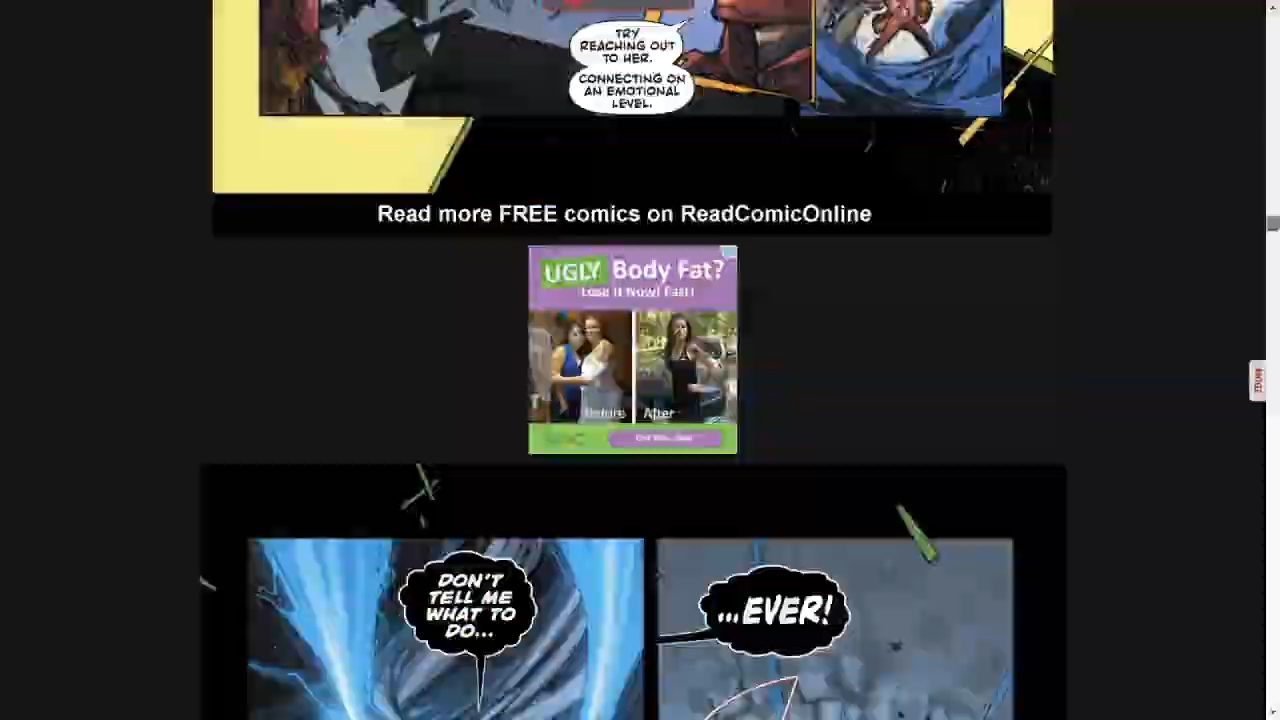 TRY
REACHING OUT
TO HER.
CONNECTING ON
AN EMOTIONAL
LEVEL.
Read more FREE comics on ReadComicOnline
UGLY Body Fat?
Lose It Now! Fast!
Before After
DON'T
TELL ME
WHAT TO
DO...
...EVER!